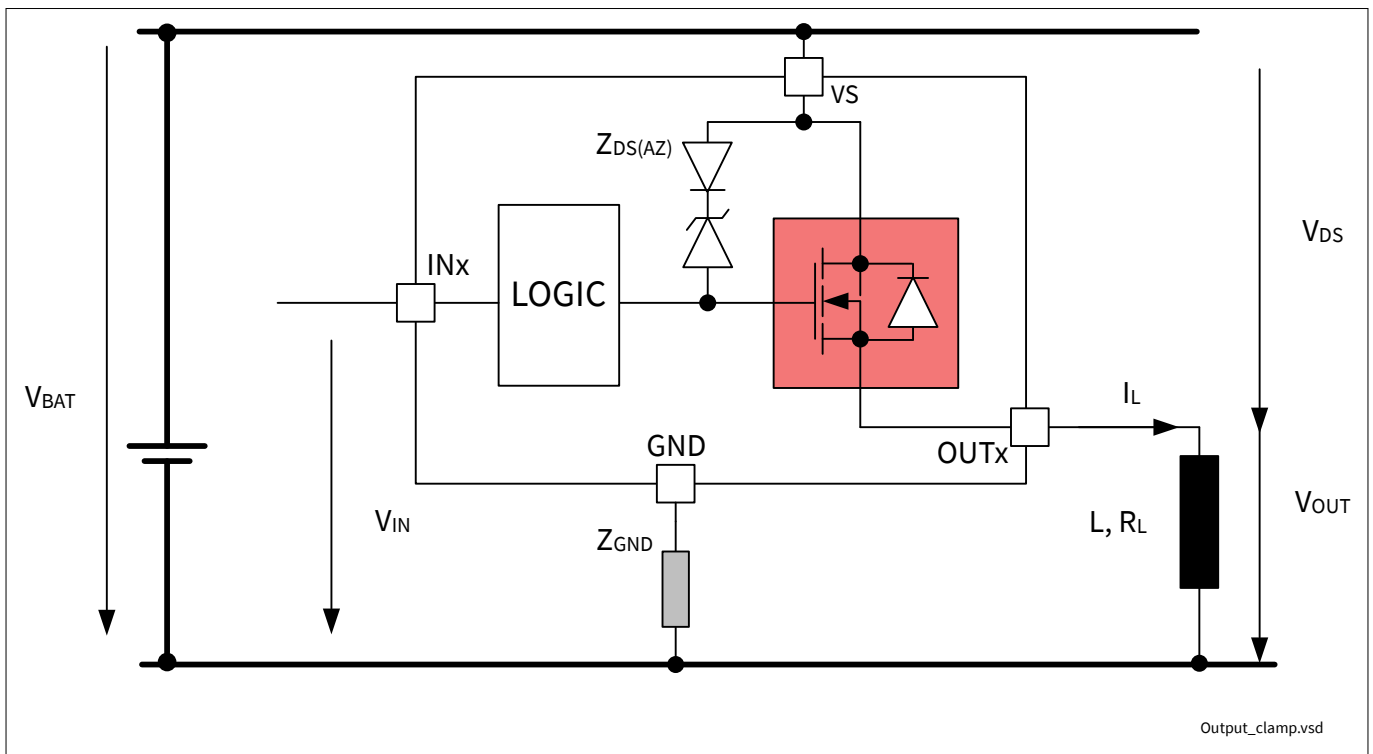 VS
ZDS(AZ)
VDS
INx
LOGIC
VBAT
IL
GND
OUTx
VOUT
VIN
L, RL
ZGND
Output_clamp.vsd